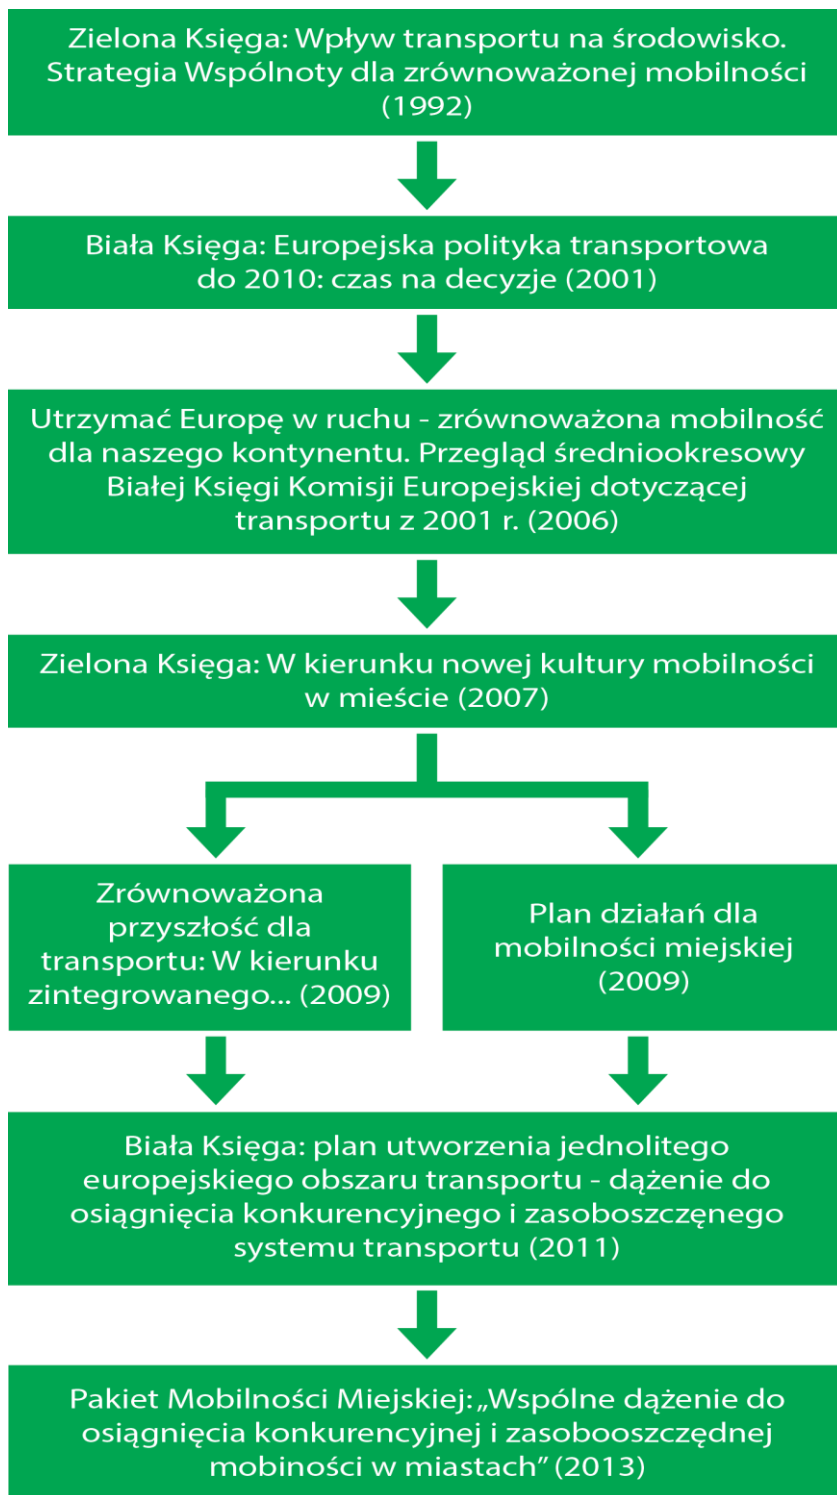 Zielona Księga: Wpływ transportu na środowisko.
Strategia Wspólnoty dla zrównoważonej mobilności
(1992)
Biała Księga: Europejska polityka transportowa
do 2010: czas na decyzje (2001)
Utrzymać Europę w ruchu - zrównoważona mobilność
dla naszego kontynentu. Przegląd średniookresowy
Białej Księgi Komisji Europejskiej dotyczącej
transportu z 2001 r. (2006)
Zielona Księga: W kierunku nowej kultury mobilności
w mieście (2007)
Zrównoważona
przyszłość dla
transportu: W kierunku
zintegrowanego... (2009)
Plan działań dla
mobilności miejskiej
(2009)
Biała Księga: plan utworzenia jednolitego
europejskiego obszaru transportu - dążenie do
osiągnięcia konkurencyjnego i zasoboszczęnego
systemu transportu (2011)
Pakiet Mobilności Miejskiej: „Wspólne dążenie do
osiągnięcia konkurencyjnej i zasobooszczędnej
mobiności w miastach” (2013)